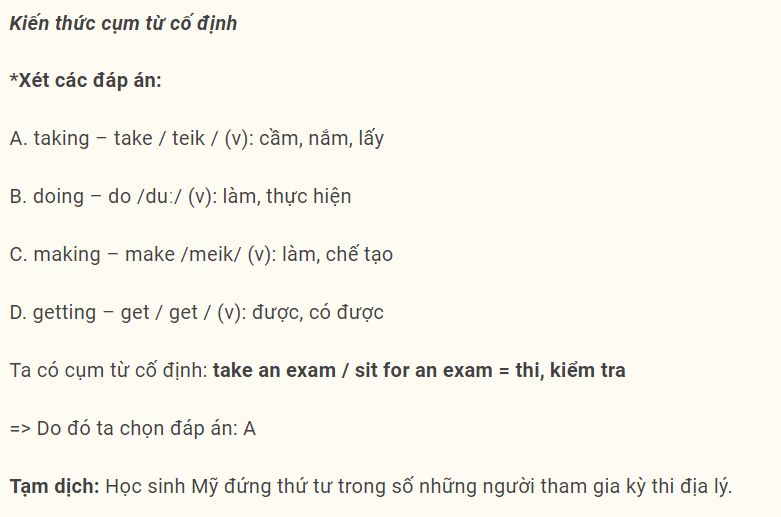 Kiến thức cụm từ cố định
*Xét các đáp án:
A. taking – take / teik / (v): cầm, nắm, lấy
B. doing – do /duː/ (v): làm, thực hiện
C. making – make /meik/ (v): làm, chế tạo
D. getting – get / get / (v): được, có được
Ta có cụm từ cố định: take an exam / sit for an exam = thi, kiểm tra
=> Do đó ta chọn đáp án: A
Tạm dịch: Học sinh Mỹ đứng thứ tư trong số những người tham gia kỳ thi địa lý.